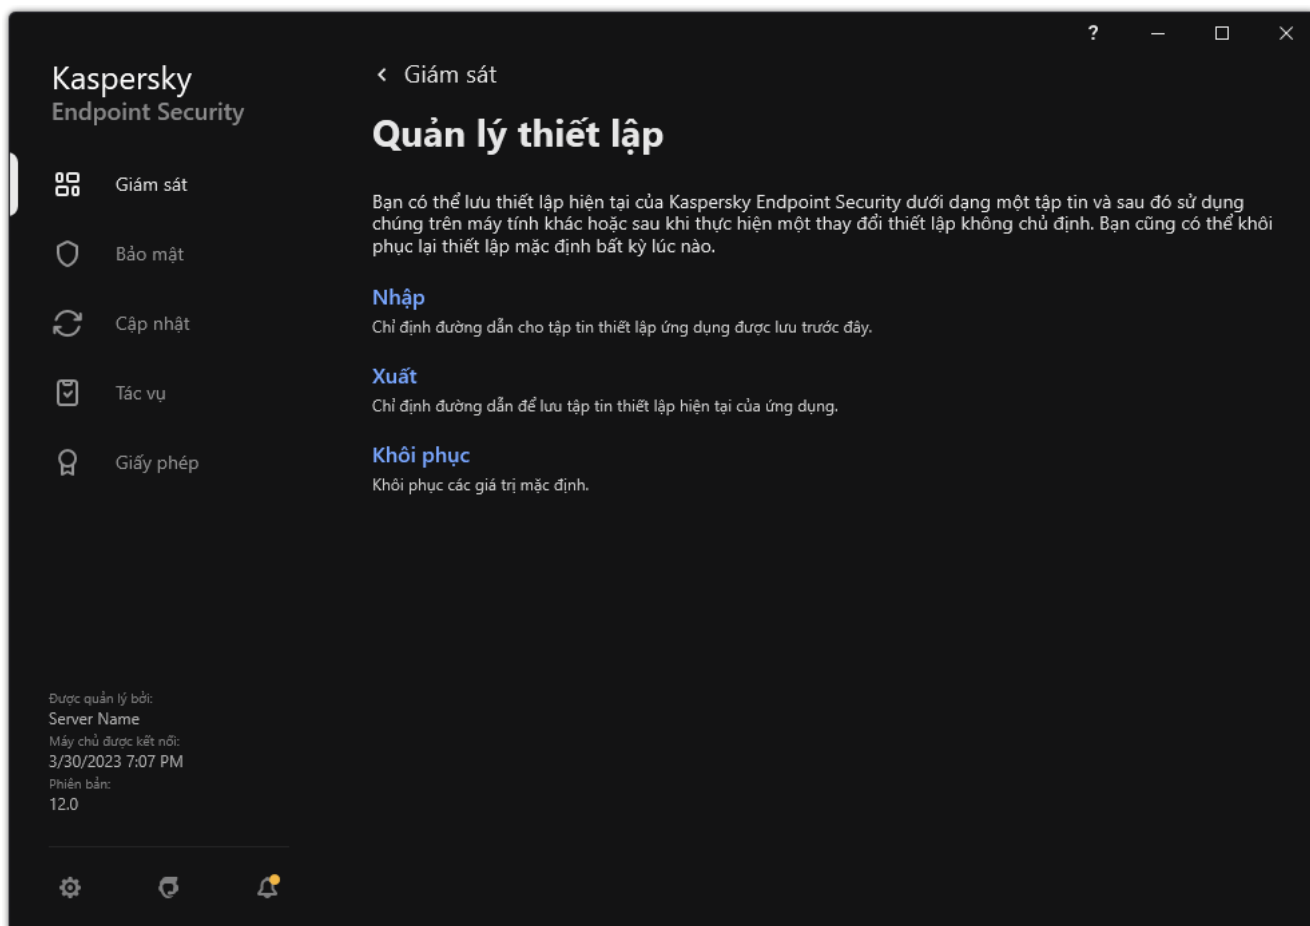 ?
Kaspersky
Endpoint Security
Giám sát
Bảo mật
Cập nhật
Tác vụ
Giấy phép
Được quản lý bởi:
Server Name
Máy chủ được kết nối:
3/30/2023 7:07 PM
Phiên bản:
12.0
Giám sát
Quản lý thiết lập
Bạn có thể lưu thiết lập hiện tại của Kaspersky Endpoint Security dưới dạng một tập tin và sau đó sử dụng
chúng trên máy tính khác hoặc sau khi thực hiện một thay đổi thiết lập không chủ định. Bạn cũng có thể khôi
phục lại thiết lập mặc định bất kỳ lúc nào.
Nhập
Chỉ định đường dẫn cho tập tin thiết lập ứng dụng được lưu trước đây.
Xuất
Chỉ định đường dẫn để lưu tập tin thiết lập hiện tại của ứng dụng.
Khôi phục
Khôi phục các giá trị mặc định.